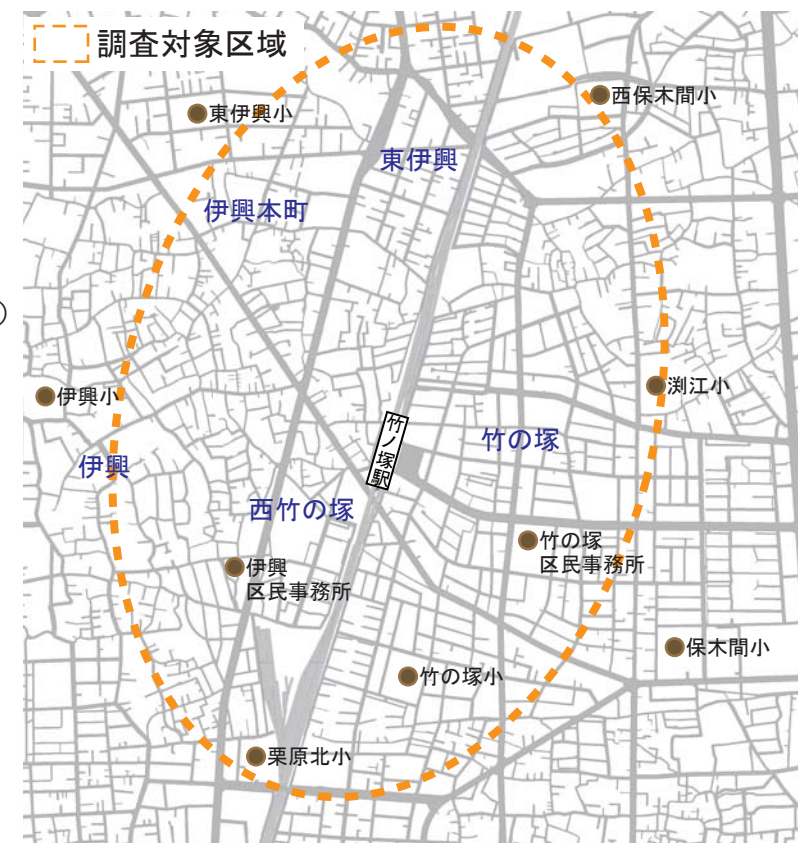 調査対象区域
西保木間小
東伊興小
東伊興
伊興本町
渕江小
伊興小
竹ノ塚駅
竹の塚
伊興
西竹の塚
竹の塚
区民事務所
伊興
区民事務所
保木間小
竹の塚小
栗原北小